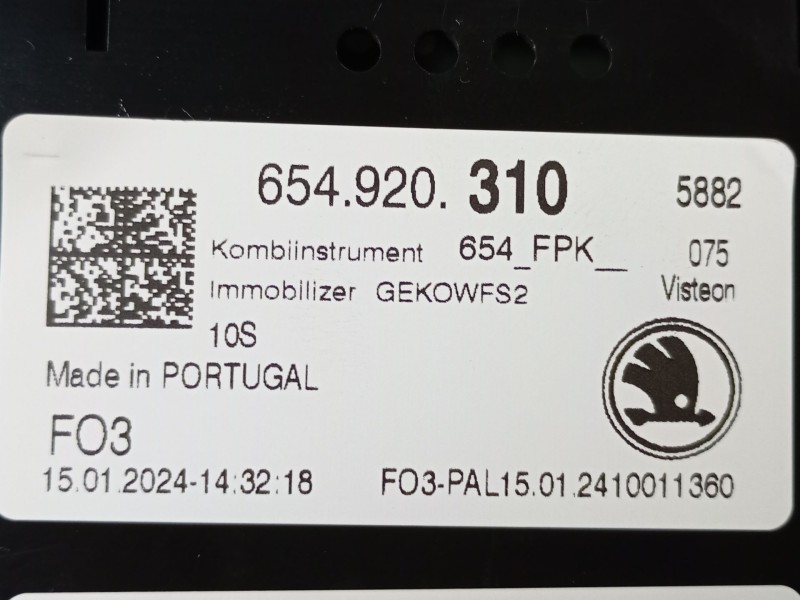 654.920. 310 5882
Kombiinstrument 654_FPK__ 075
Immobilizer GEKOWFS2 Visteon
10S
Made in PORTUGAL
FO3
15.01.2024-14:32:18 FO3-PAL15.01.2410011360